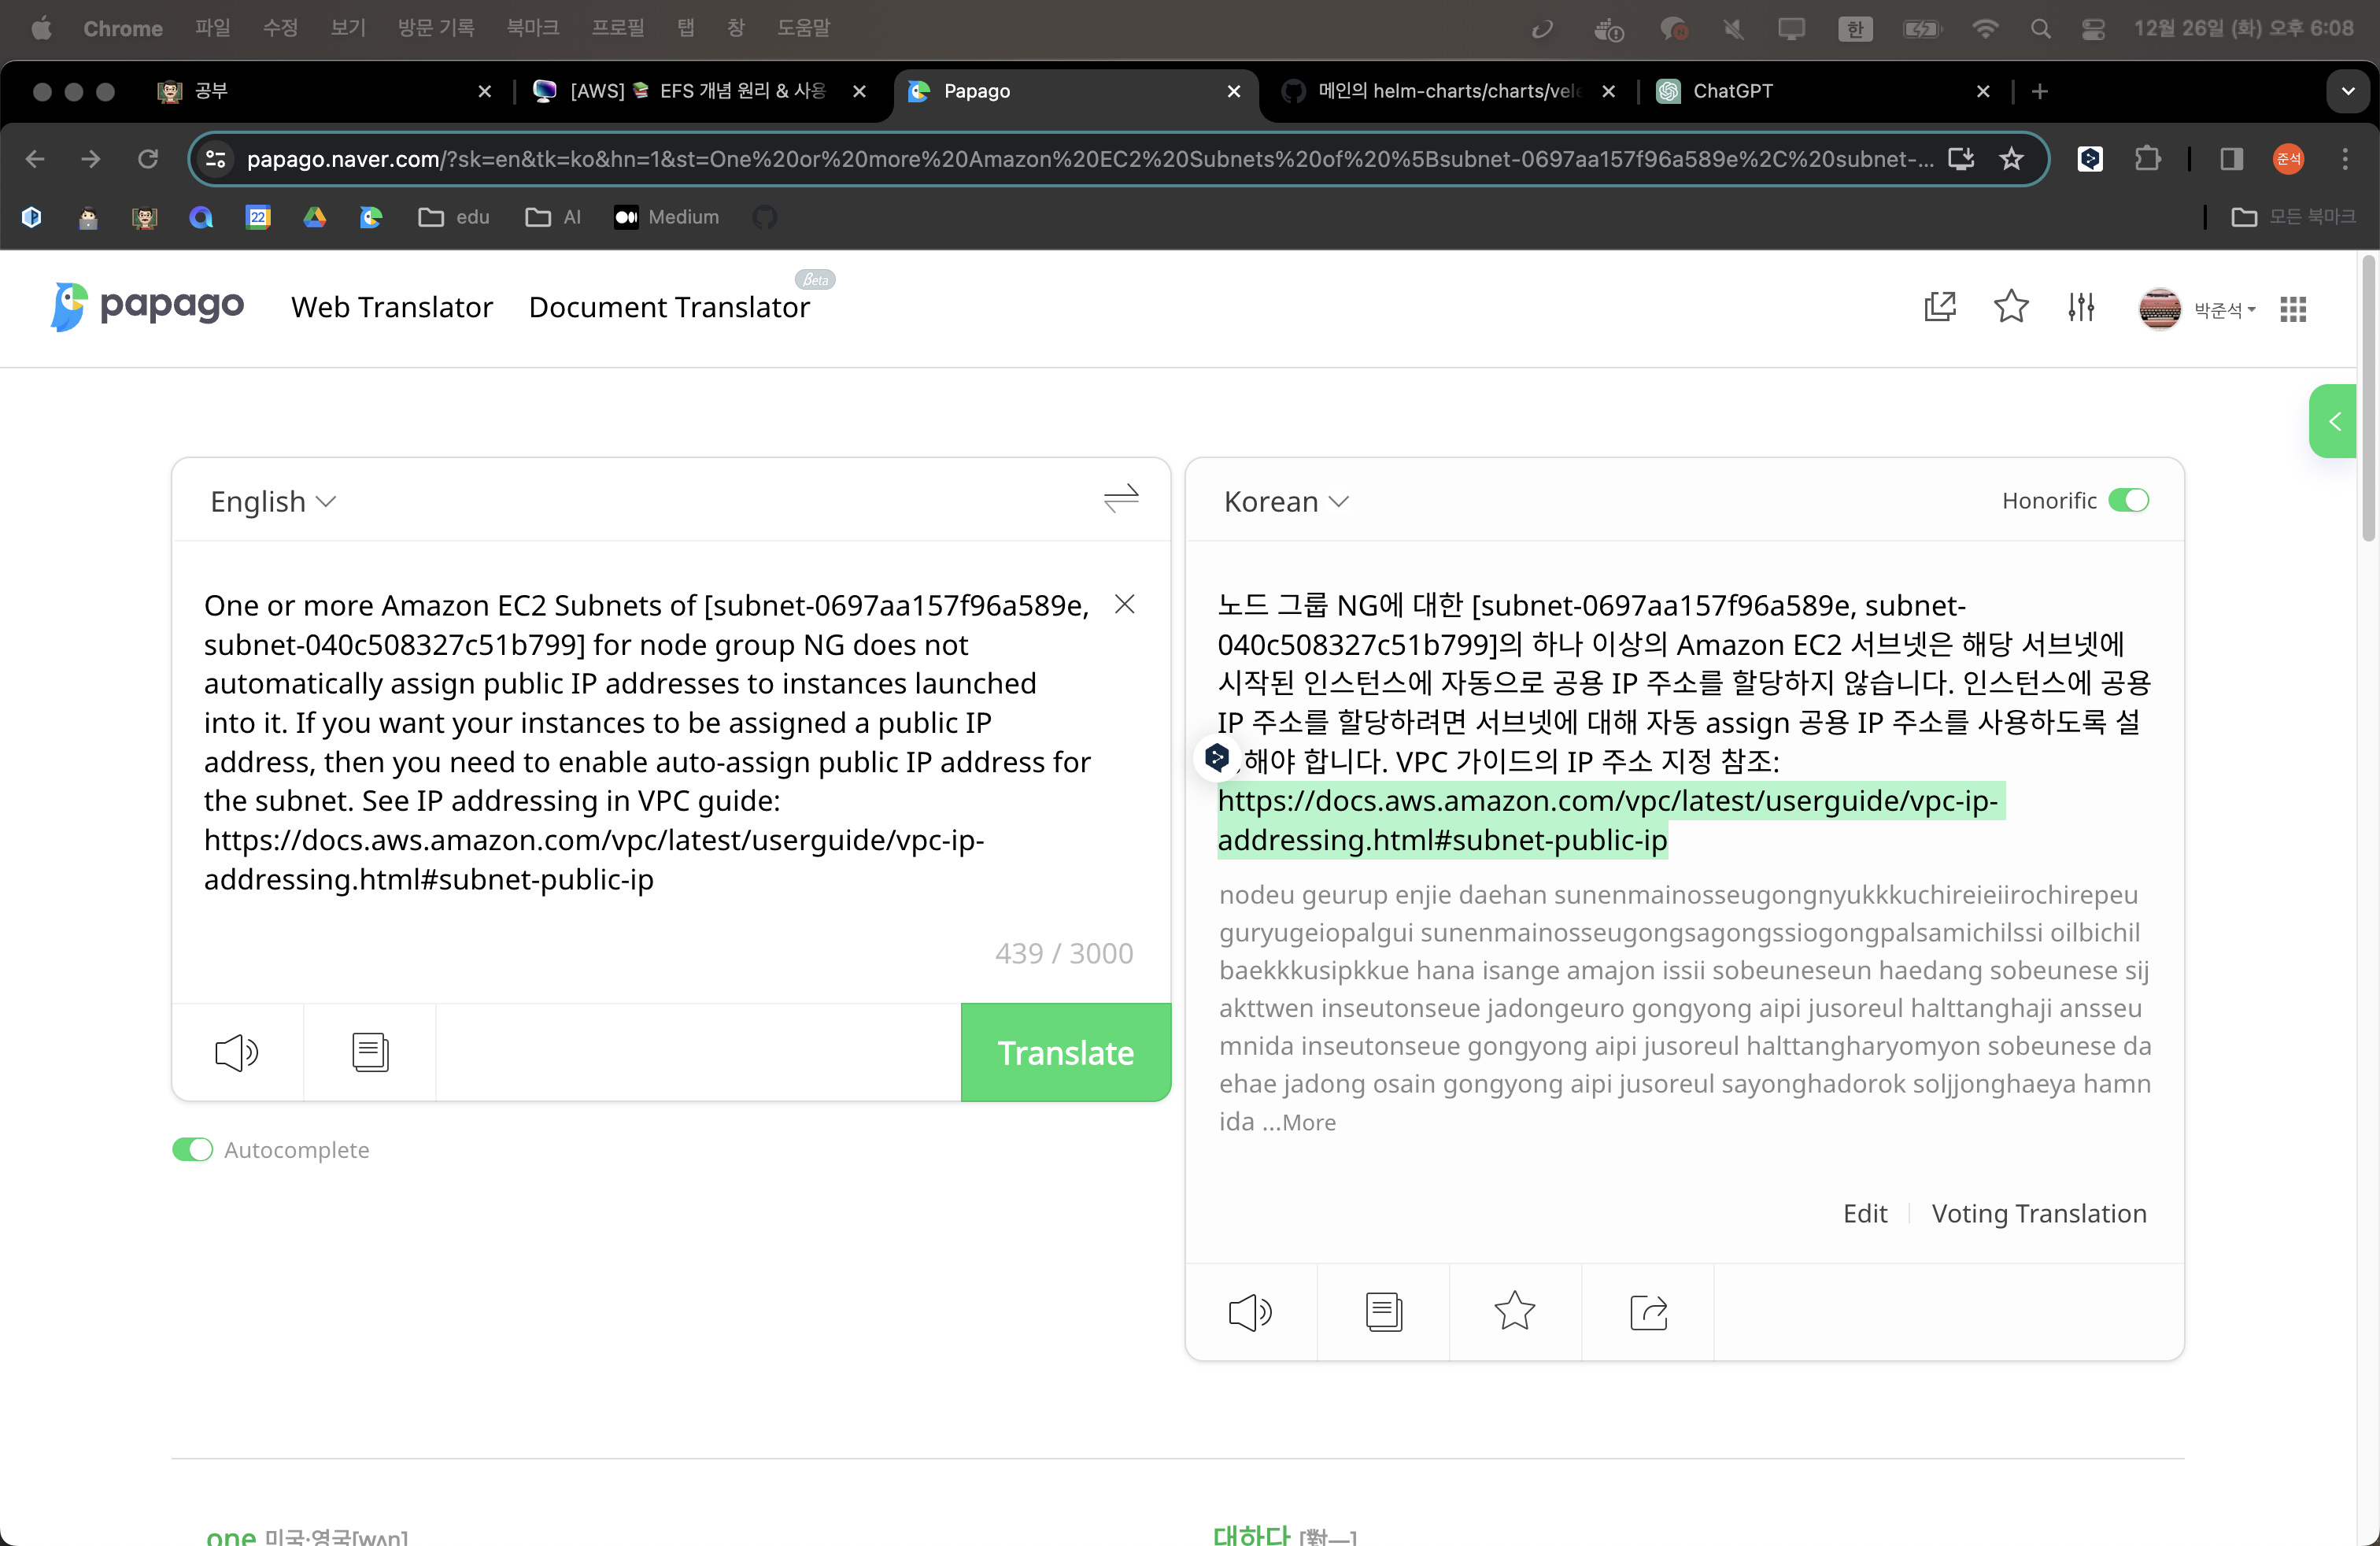 Chrome 파일 수정 보기 방문 기록 북마크 프로필 탭 창 도움말 한 12월 26일 (화) 오후 6:08
공부 [AWS] EFS 개념 원리 & 사용 Papago 메인의 helm-charts/charts/vele ChatGPT
papago.naver.com/?sk=en&tk=ko&hn=1&st=One%20or%20more%20Amazon%20EC2%20Subnets%20of%20%5Bsubnet-0697aa157f96a589e%2C%20subnet-... 준석
22 edu AI Medium 모든 북마크
papago Web Translator Document Translator Beta 박준석
English
One or more Amazon EC2 Subnets of [subnet-0697aa157f96a589e,
subnet-040c508327c51b799] for node group NG does not
automatically assign public IP addresses to instances launched
into it. If you want your instances to be assigned a public IP
address, then you need to enable auto-assign public IP address for
the subnet. See IP addressing in VPC guide:
https://docs.aws.amazon.com/vpc/latest/userguide/vpc-ip-
addressing.html#subnet-public-ip
439 / 3000
Translate
Autocomplete
Korean Honorific
노드 그룹 NG에 대한 [subnet-0697aa157f96a589e, subnet-
040c508327c51b799]의 하나 이상의 Amazon EC2 서브넷은 해당 서브넷에
시작된 인스턴스에 자동으로 공용 IP 주소를 할당하지 않습니다. 인스턴스에 공용
IP 주소를 할당하려면 서브넷에 대해 자동 assign 공용 IP 주소를 사용하도록 설
해야 합니다. VPC 가이드의 IP 주소 지정 참조:
https://docs.aws.amazon.com/vpc/latest/userguide/vpc-ip-
addressing.html#subnet-public-ip
nodeu geurup enjie daehan sunenmainosseugongnyukkkuchireieiirochirepeu
guryugeiopalgui sunenmainosseugongsagongssiogongpalsamichilssi oilbichil
baekkkusipkkue hana isange amajon issii sobeuneseun haedang sobeunese sij
akttwen inseutonseue jadongeuro gongyong aipi jusoreul halttanghaji ansseu
mnida inseutonseue gongyong aipi jusoreul halttangharyomyon sobeunese da
ehae jadong osain gongyong aipi jusoreul sayonghadorok soljjonghaeya hamn
ida ...More
Edit Voting Translation
one 미국·영국[wʌn]
대하다 [對—]